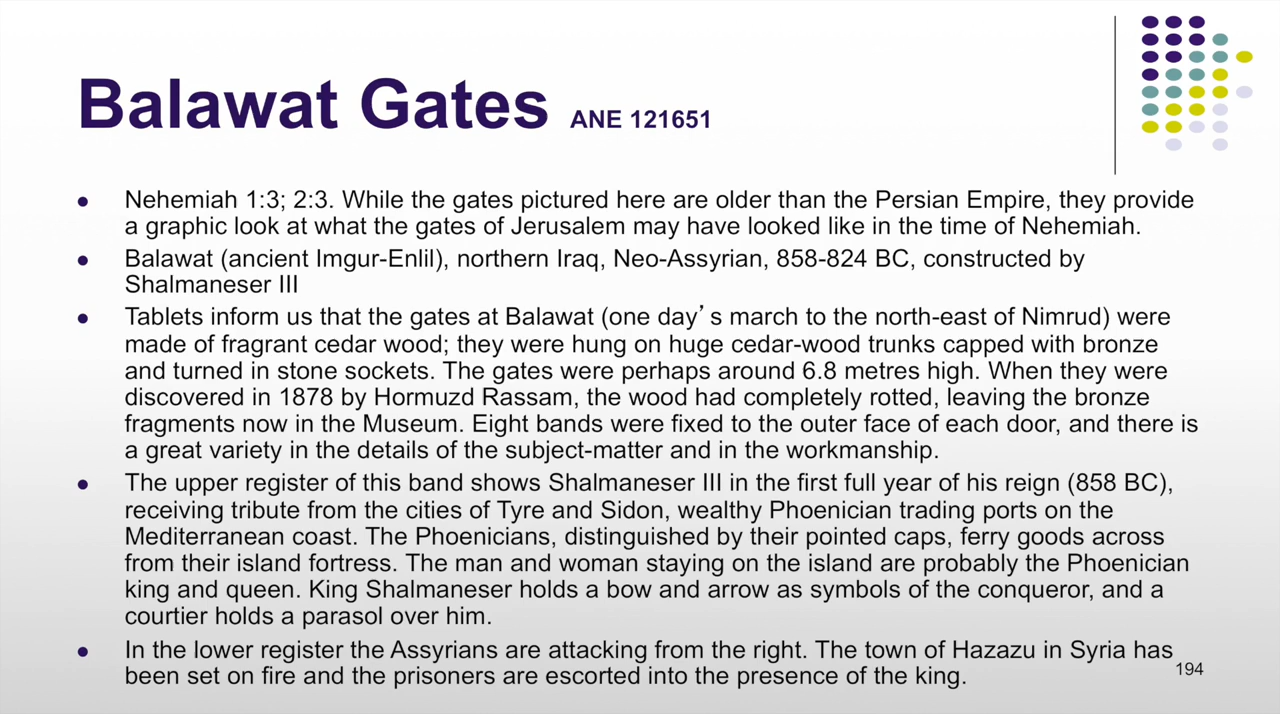 Balawat Gates ANE 121651
● Nehemiah 1:3; 2:3. While the gates pictured here are older than the Persian Empire, they provide
a graphic look at what the gates of Jerusalem may have looked like in the time of Nehemiah.
● Balawat (ancient Imgur-Enlil), northern Iraq, Neo-Assyrian, 858-824 BC, constructed by
Shalmaneser III
● Tablets inform us that the gates at Balawat (one day’s march to the north-east of Nimrud) were
made of fragrant cedar wood; they were hung on huge cedar-wood trunks capped with bronze
and turned in stone sockets. The gates were perhaps around 6.8 metres high. When they were
discovered in 1878 by Hormuzd Rassam, the wood had completely rotted, leaving the bronze
fragments now in the Museum. Eight bands were fixed to the outer face of each door, and there is
a great variety in the details of the subject-matter and in the workmanship.
● The upper register of this band shows Shalmaneser III in the first full year of his reign (858 BC),
receiving tribute from the cities of Tyre and Sidon, wealthy Phoenician trading ports on the
Mediterranean coast. The Phoenicians, distinguished by their pointed caps, ferry goods across
from their island fortress. The man and woman staying on the island are probably the Phoenician
king and queen. King Shalmaneser holds a bow and arrow as symbols of the conqueror, and a
courtier holds a parasol over him.
● In the lower register the Assyrians are attacking from the right. The town of Hazazu in Syria has
been set on fire and the prisoners are escorted into the presence of the king.
194